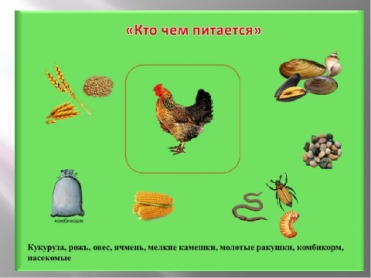 «Кто чем питается»
комбикорм
Кукуруза, рожь, овес, ячмень, мелкие камешки, молотые ракушки, комбикорм,
насекомые